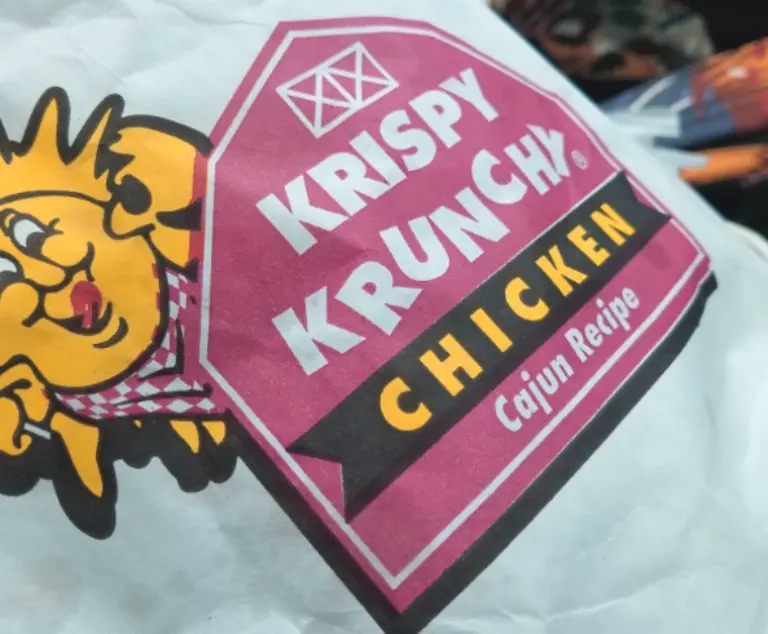 KRISPY
KRUNCHY®
CHICKEN
Cajun Recipe